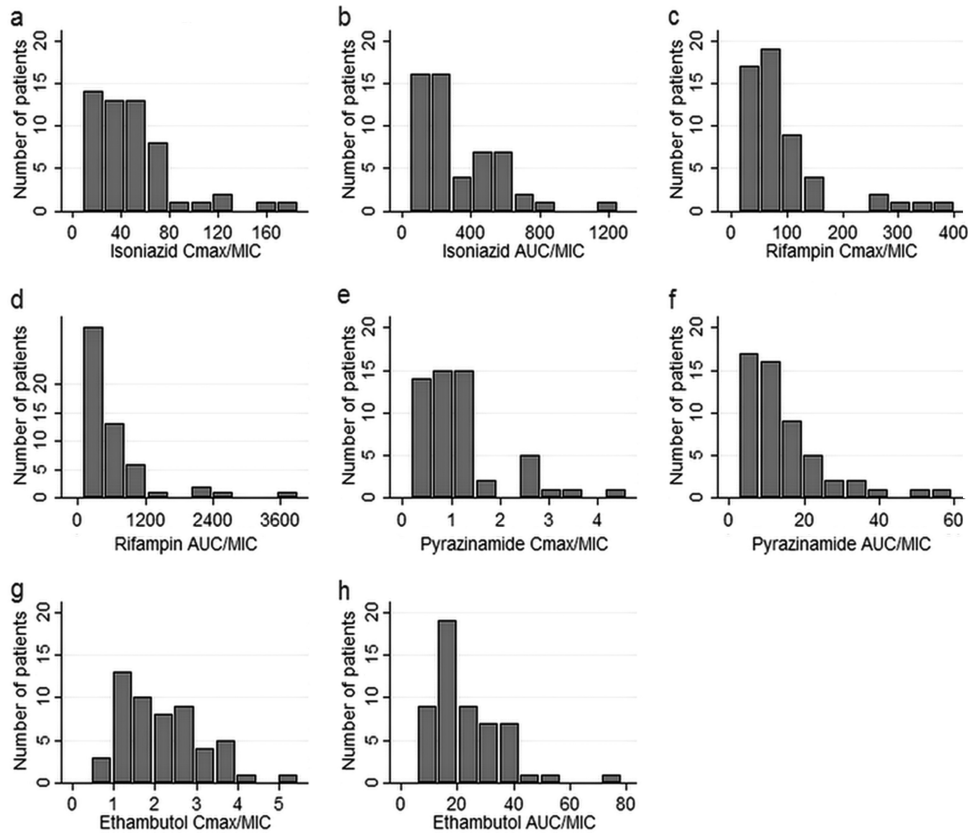 a
Number of patients
20
15
10
5
0
0 40 80 120 160
Isoniazid Cmax/MIC
b
Number of patients
20
15
10
5
0
0 400 800 1200
Isoniazid AUC/MIC
c
Number of patients
20
15
10
5
0
0 100 200 300 400
Rifampin Cmax/MIC
d
Number of patients
20
15
10
5
0
0 1200 2400 3600
Rifampin AUC/MIC
e
Number of patients
20
15
10
5
0
0 1 2 3 4
Pyrazinamide Cmax/MIC
f
Number of patients
20
15
10
5
0
0 20 40 60
Pyrazinamide AUC/MIC
g
Number of patients
20
15
10
5
0
0 1 2 3 4 5
Ethambutol Cmax/MIC
h
Number of patients
20
15
10
5
0
0 20 40 60 80
Ethambutol AUC/MIC